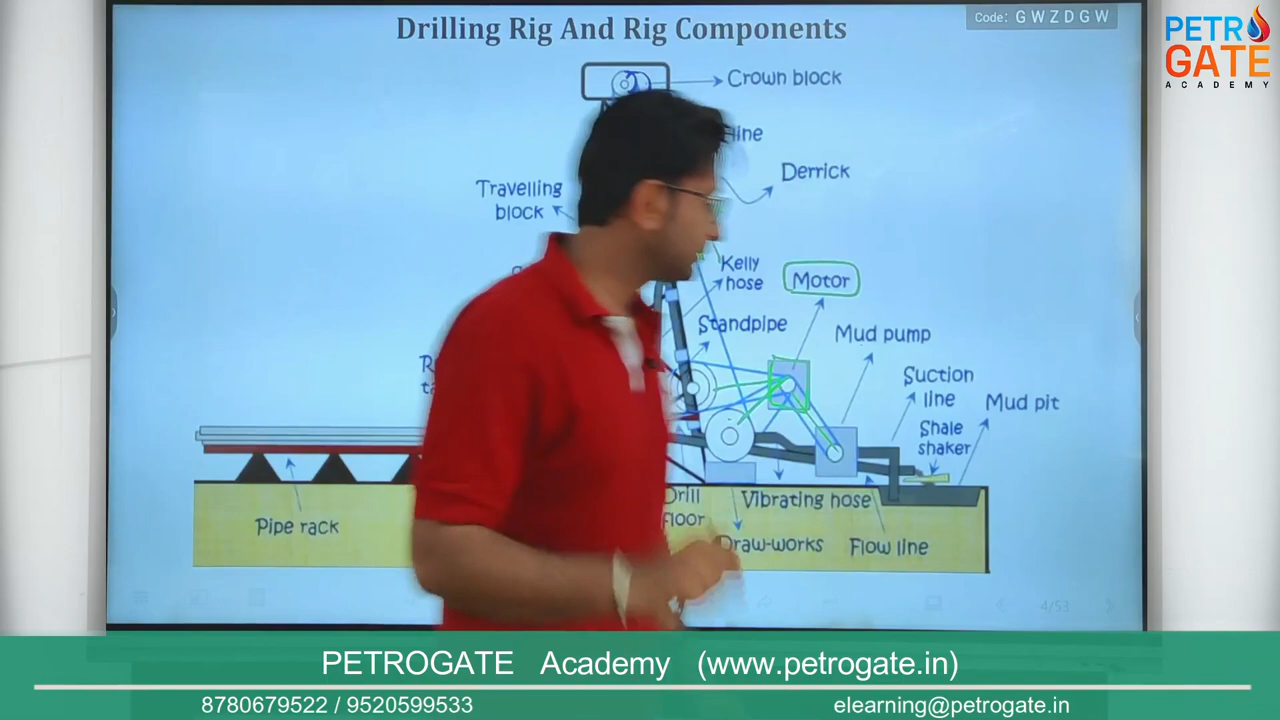 Drilling Rig And Rig Components
Code: GWZDGW
PETRO
GATE
ACADEMY
Crown block
line
Derrick
Travelling
block
Kelly
hose
Motor
Standpipe
Mud pump
Suction
line
Mud pit
Shale
shaker
Pipe rack
Drill
floor
Vibrating hose
Draw-works
Flow line
4/53
PETROGATE Academy (www.petrogate.in)
8780679522 / 9520599533
elearning@petrogate.in